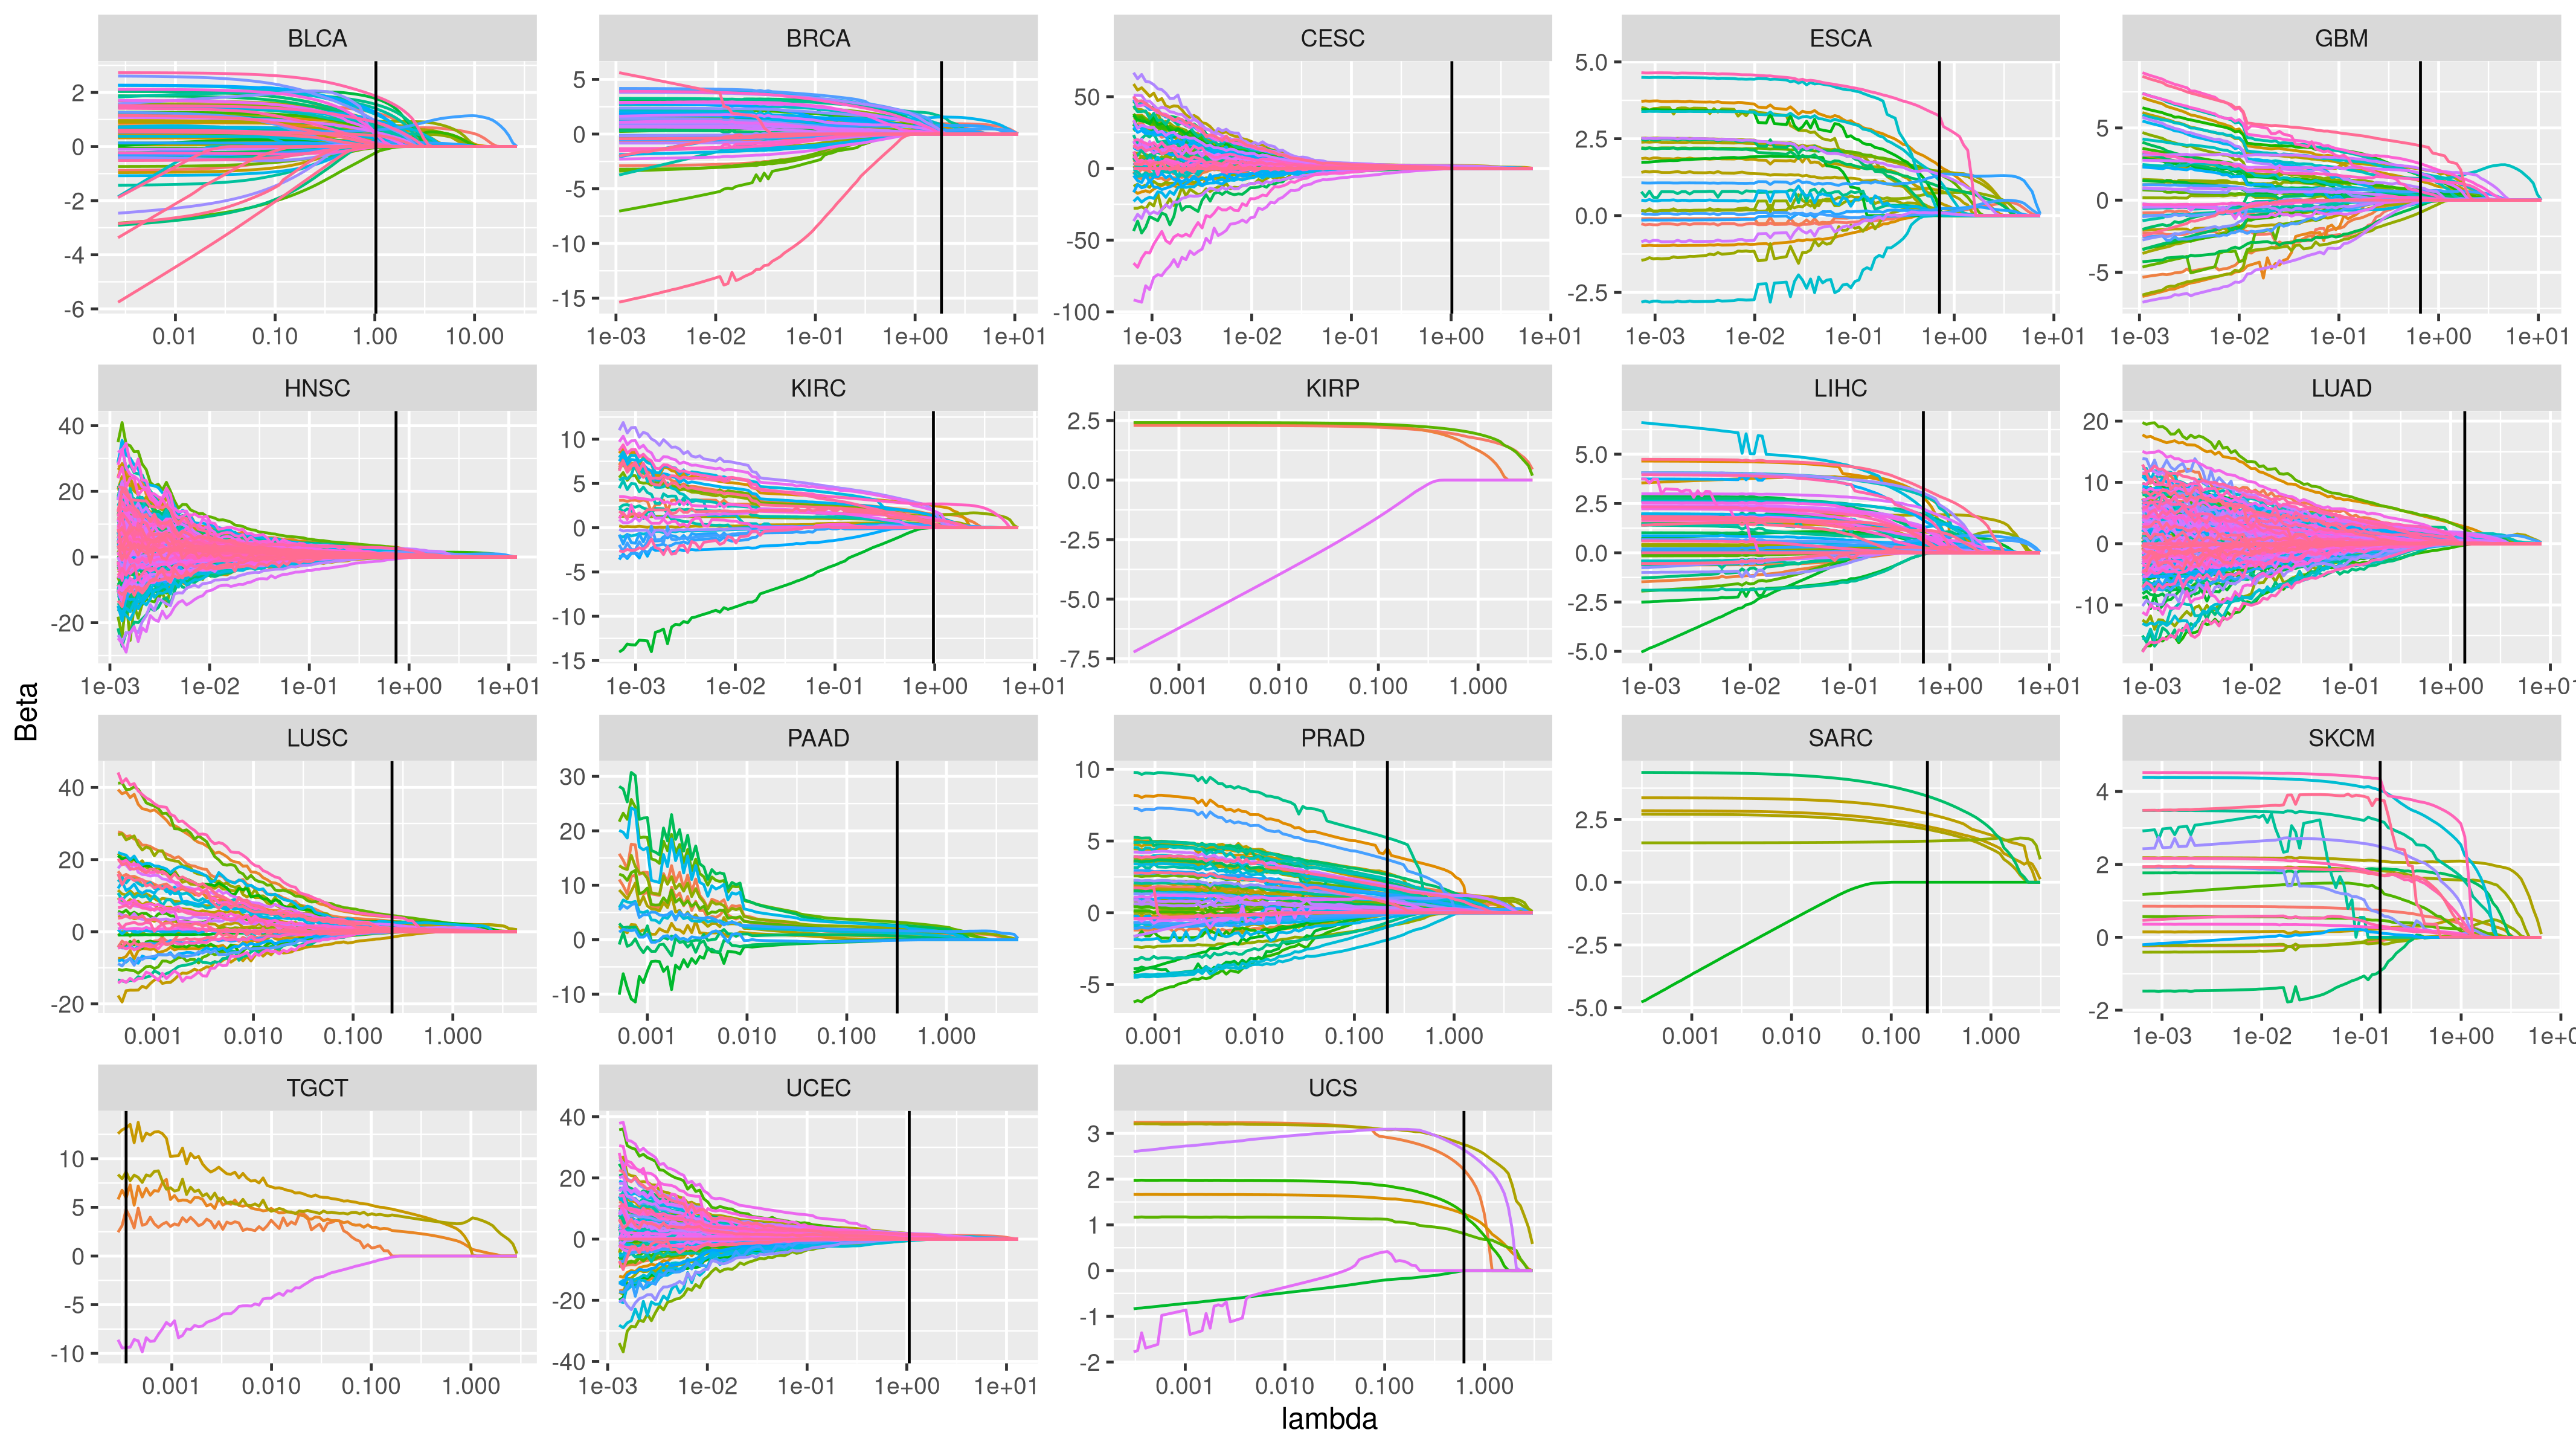 BLCA BRCA CESC ESCA GBM
2 0 -2 -4 -6
5 0 -5 -10 -15
50 0 -50 -100
5.0 2.5 0.0 -2.5
5 0 -5
0.01 0.10 1.00 10.00
1e-03 1e-02 1e-01 1e+00 1e+01
1e-03 1e-02 1e-01 1e+00 1e+01
1e-03 1e-02 1e-01 1e+00 1e+01
1e-03 1e-02 1e-01 1e+00 1e+01
HNSC KIRC KIRP LIHC LUAD
40 20 0 -20
10 5 0 -5 -10 -15
2.5 0.0 -2.5 -5.0 -7.5
5.0 2.5 0.0 -2.5 -5.0
20 10 0 -10
1e-03 1e-02 1e-01 1e+00 1e+01
1e-03 1e-02 1e-01 1e+00 1e+01
0.001 0.010 0.100 1.000
1e-03 1e-02 1e-01 1e+00 1e+01
1e-03 1e-02 1e-01 1e+00
Beta
LUSC PAAD PRAD SARC SKCM
40 20 0 -20
30 20 10 0 -10
10 5 0 -5
2.5 0.0 -2.5 -5.0
4 2 0 -2
0.001 0.010 0.100 1.000
0.001 0.010 0.100 1.000
0.001 0.010 0.100 1.000
0.001 0.010 0.100 1.000
1e-03 1e-02 1e-01 1e+00
TGCT UCEC UCS
10 5 0 -5 -10
40 20 0 -20 -40
3 2 1 0 -1 -2
0.001 0.010 0.100 1.000
1e-03 1e-02 1e-01 1e+00 1e+01
0.001 0.010 0.100 1.000
lambda